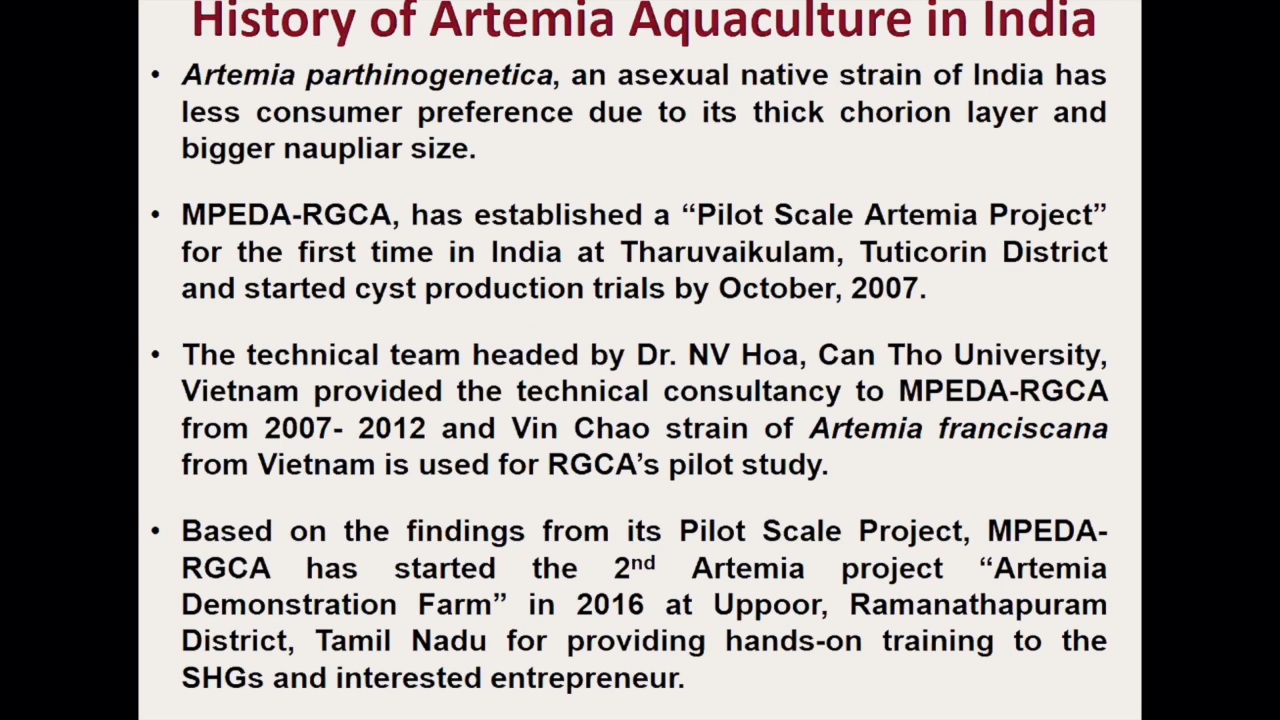 History of Artemia Aquaculture in India
• Artemia parthinogenetica, an asexual native strain of India has
less consumer preference due to its thick chorion layer and
bigger naupliar size.
• MPEDA-RGCA, has established a “Pilot Scale Artemia Project”
for the first time in India at Tharuvaikulam, Tuticorin District
and started cyst production trials by October, 2007.
• The technical team headed by Dr. NV Hoa, Can Tho University,
Vietnam provided the technical consultancy to MPEDA-RGCA
from 2007- 2012 and Vin Chao strain of Artemia franciscana
from Vietnam is used for RGCA’s pilot study.
• Based on the findings from its Pilot Scale Project, MPEDA-
RGCA has started the 2nd Artemia project “Artemia
Demonstration Farm” in 2016 at Uppoor, Ramanathapuram
District, Tamil Nadu for providing hands-on training to the
SHGs and interested entrepreneur.